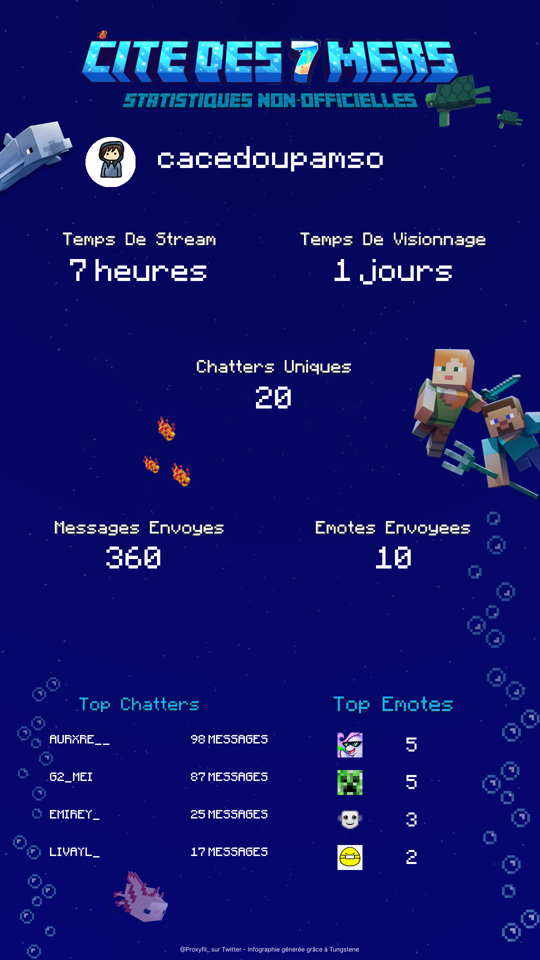 CITE DES 7 MERS
STATISTIQUES NON-OFFICIELLES
cacedoupamso
Temps De Stream
Temps De Visionnage
7 heures
1 jours
Chatters Uniques
20
Messages Envoyes
Emotes Envoyees
360
10
Top Chatters
Top Emotes
AURXRE__ 98 MESSAGES 5
G2_MEI 87 MESSAGES 5
EMIREY_ 25 MESSAGES 3
LIVAYL_ 17 MESSAGES 2
@Proxyfil_ sur Twitter - Infographie générée grâce à Tungstene